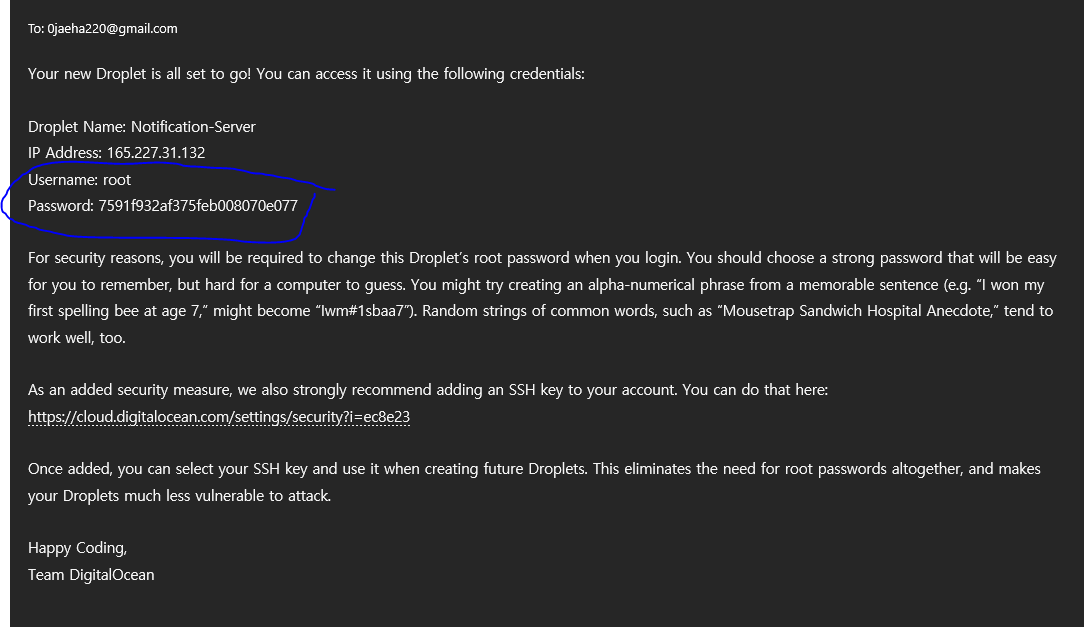 To: 0jaeha220@gmail.com
Your new Droplet is all set to go! You can access it using the following credentials:
Droplet Name: Notification-Server
IP Address: 165.227.31.132
Username: root
Password: 7591f932af375feb008070e077
For security reasons, you will be required to change this Droplet’s root password when you login. You should choose a strong password that will be easy
for you to remember, but hard for a computer to guess. You might try creating an alpha-numerical phrase from a memorable sentence (e.g. “I won my
first spelling bee at age 7,” might become “Iwm#1sbaa7”). Random strings of common words, such as “Mousetrap Sandwich Hospital Anecdote,” tend to
work well, too.
As an added security measure, we also strongly recommend adding an SSH key to your account. You can do that here:
https://cloud.digitalocean.com/settings/security?i=ec8e23
Once added, you can select your SSH key and use it when creating future Droplets. This eliminates the need for root passwords altogether, and makes
your Droplets much less vulnerable to attack.
Happy Coding,
Team DigitalOcean